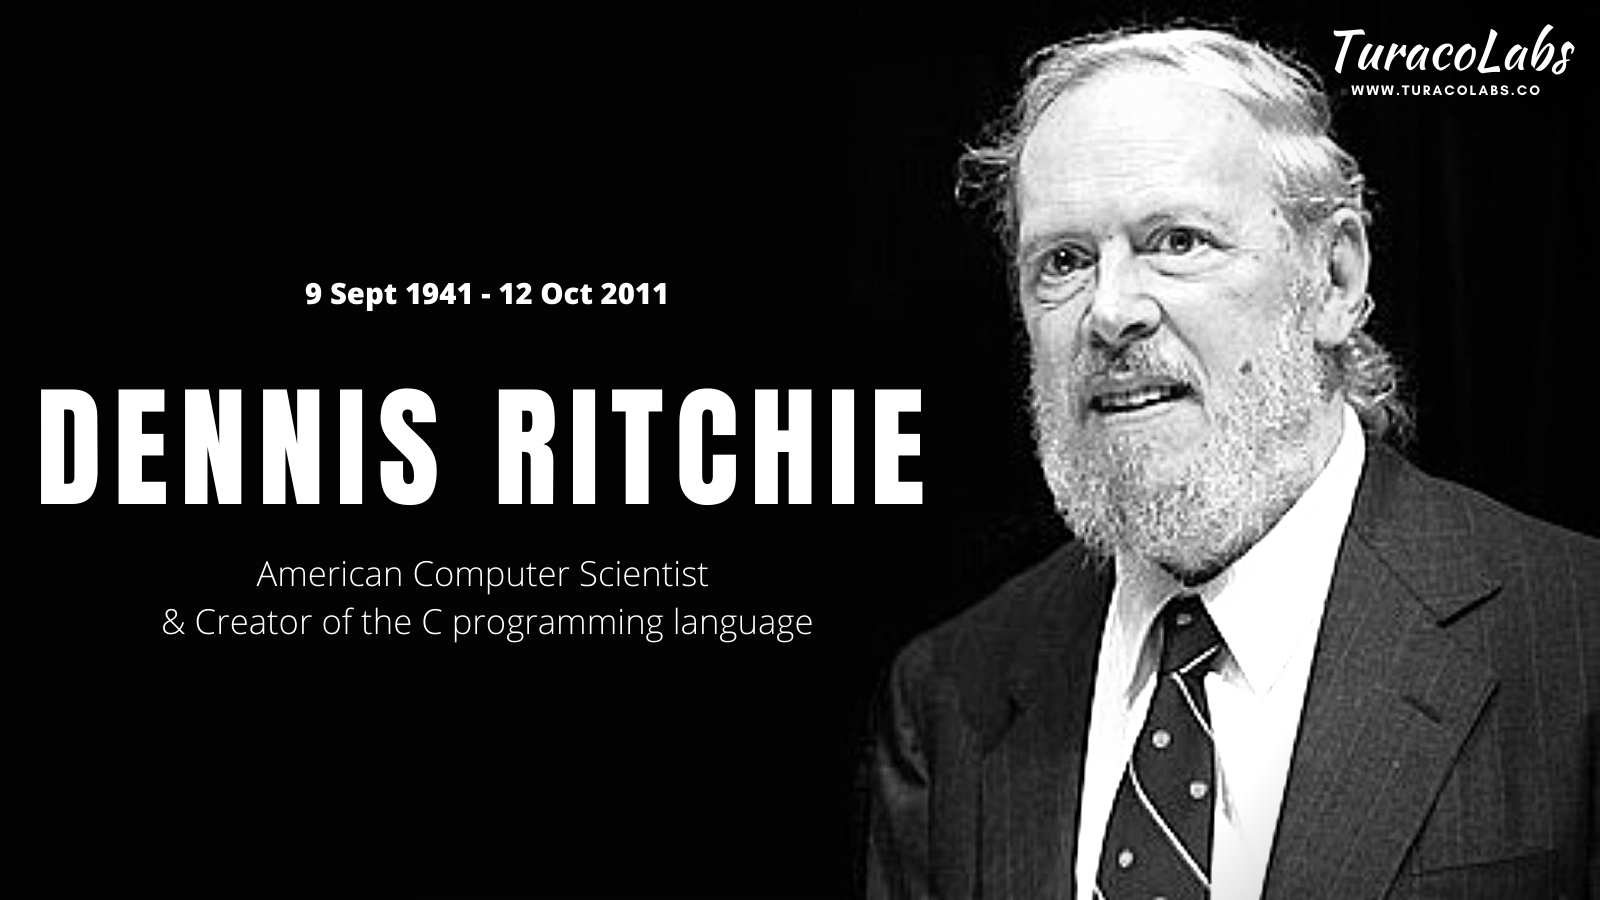 TuracoLabs
WWW.TURACOLABS.CO
9 Sept 1941 - 12 Oct 2011
DENNIS RITCHIE
American Computer Scientist
& Creator of the C programming language